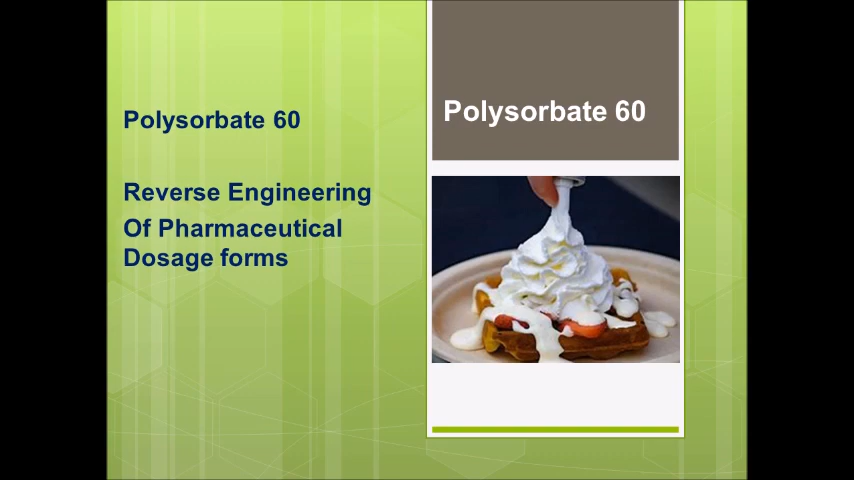 Polysorbate 60
Reverse Engineering
Of Pharmaceutical
Dosage forms
Polysorbate 60